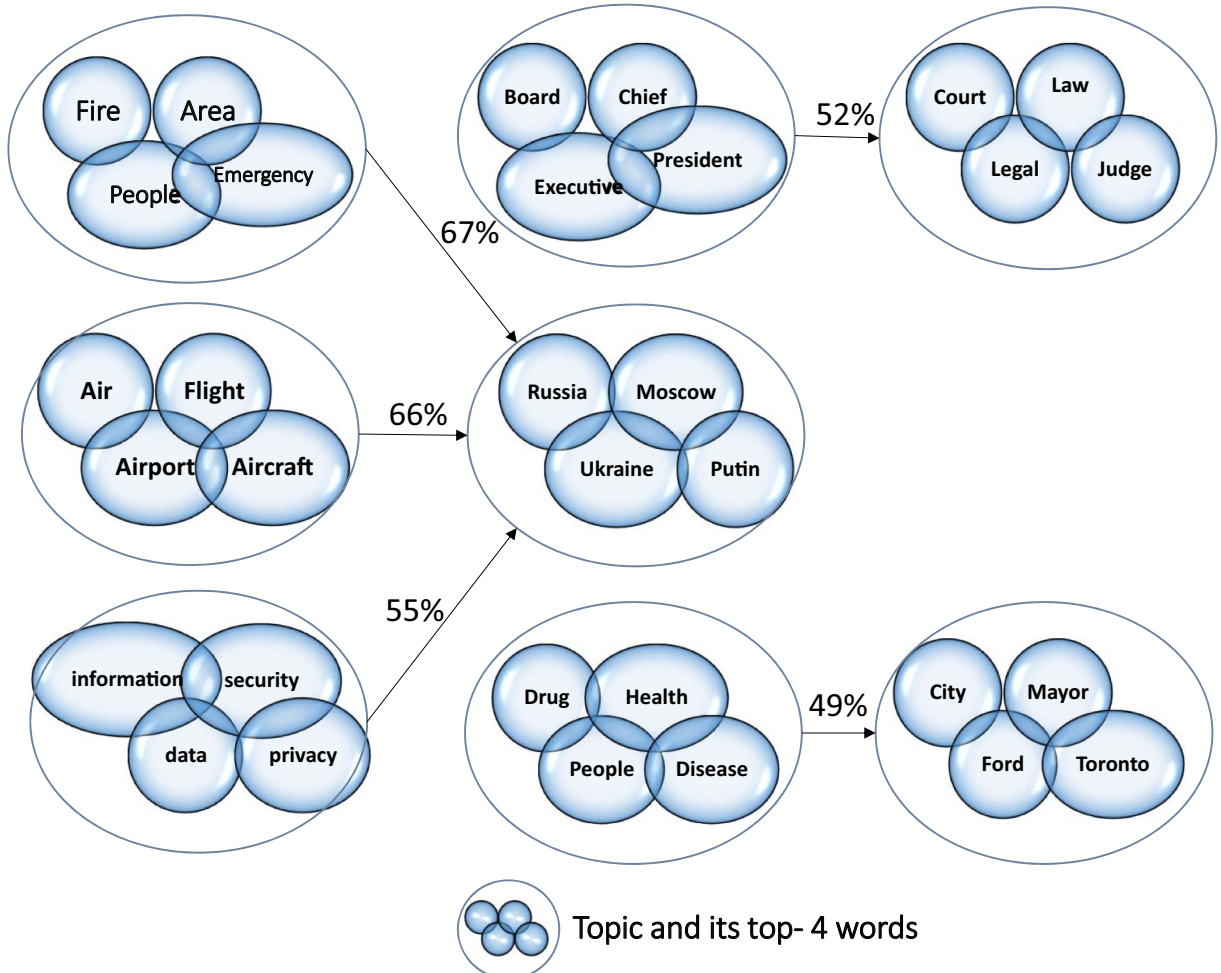 Fire
Area
People
Emergency
Board
Chief
Executive
President
52%
Court
Law
Legal
Judge
67%
Air
Flight
Airport
Aircraft
66%
Russia
Moscow
Ukraine
Putin
55%
information
security
data
privacy
Drug
Health
People
Disease
49%
City
Mayor
Ford
Toronto
Topic and its top- 4 words